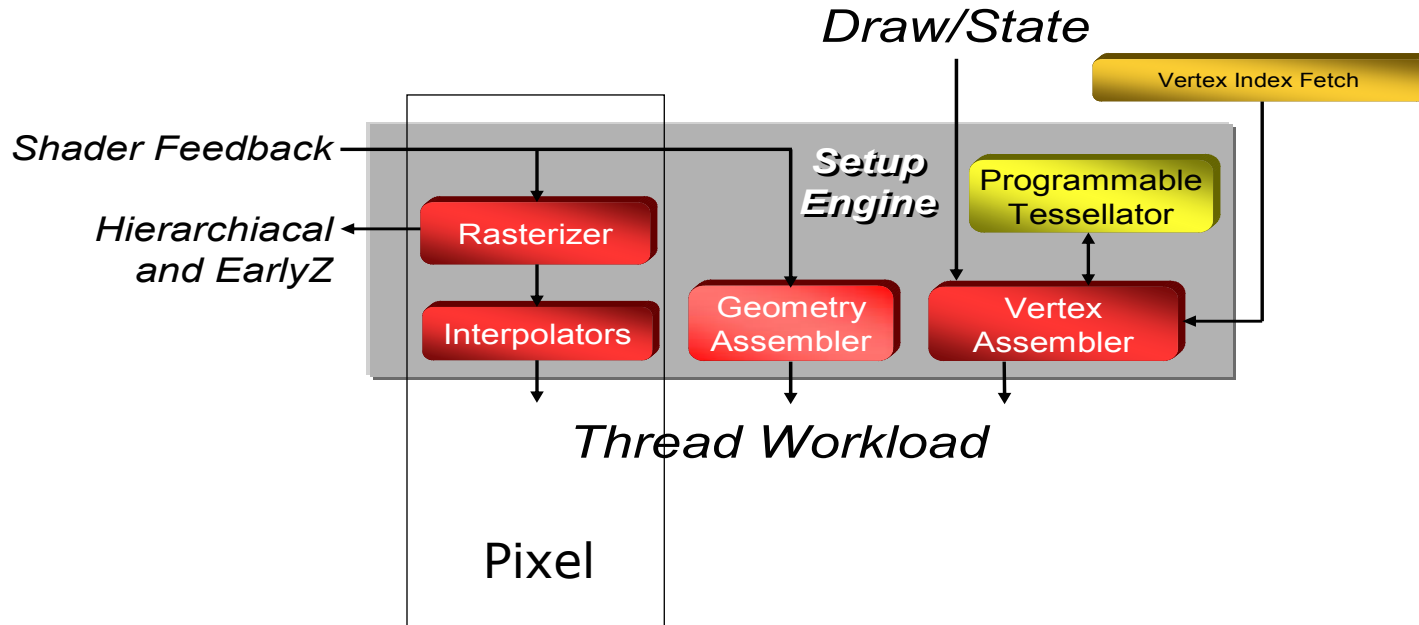 Draw/State
Vertex Index Fetch
Shader Feedback
Setup
Engine
Programmable
Tessellator
Hierarchiacal
and EarlyZ
Rasterizer
Interpolators
Geometry
Assembler
Vertex
Assembler
Thread Workload
Pixel